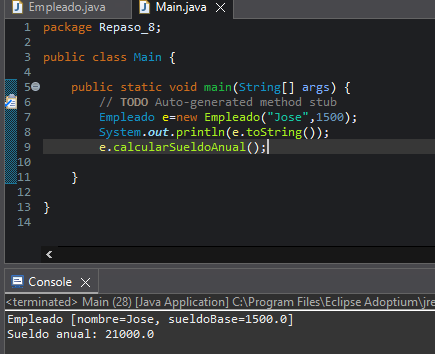 Empleado.java
Main.java
1 package Repaso_8;
2
3 public class Main {
4
5 public static void main(String[] args) {
6 // TODO Auto-generated method stub
7 Empleado e=new Empleado("Jose",1500);
8 System.out.println(e.toString());
9 e.calcularSueldoAnual();
10
11 }
12
13 }
14
Console
<terminated> Main (28) [Java Application] C:\Program Files\Eclipse Adoptium\jre
Empleado [nombre=Jose, sueldoBase=1500.0]
Sueldo anual: 21000.0